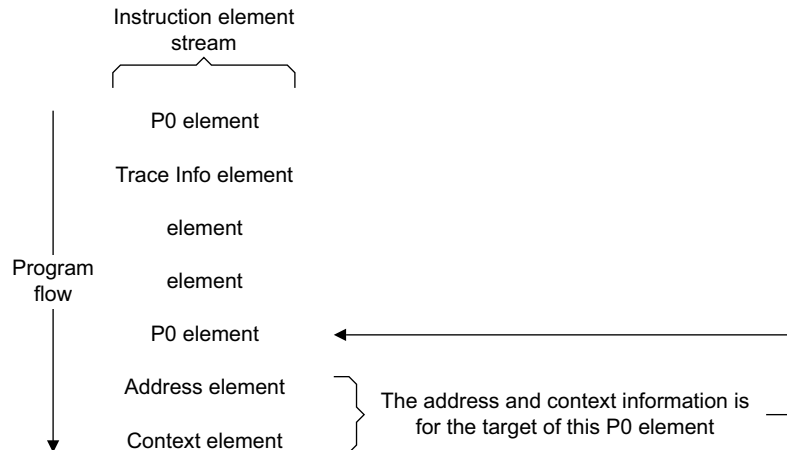 Instruction element
stream
P0 element
Trace Info element
element
element
Program
flow
P0 element
Address element
The address and context information is
for the target of this P0 element
Context element